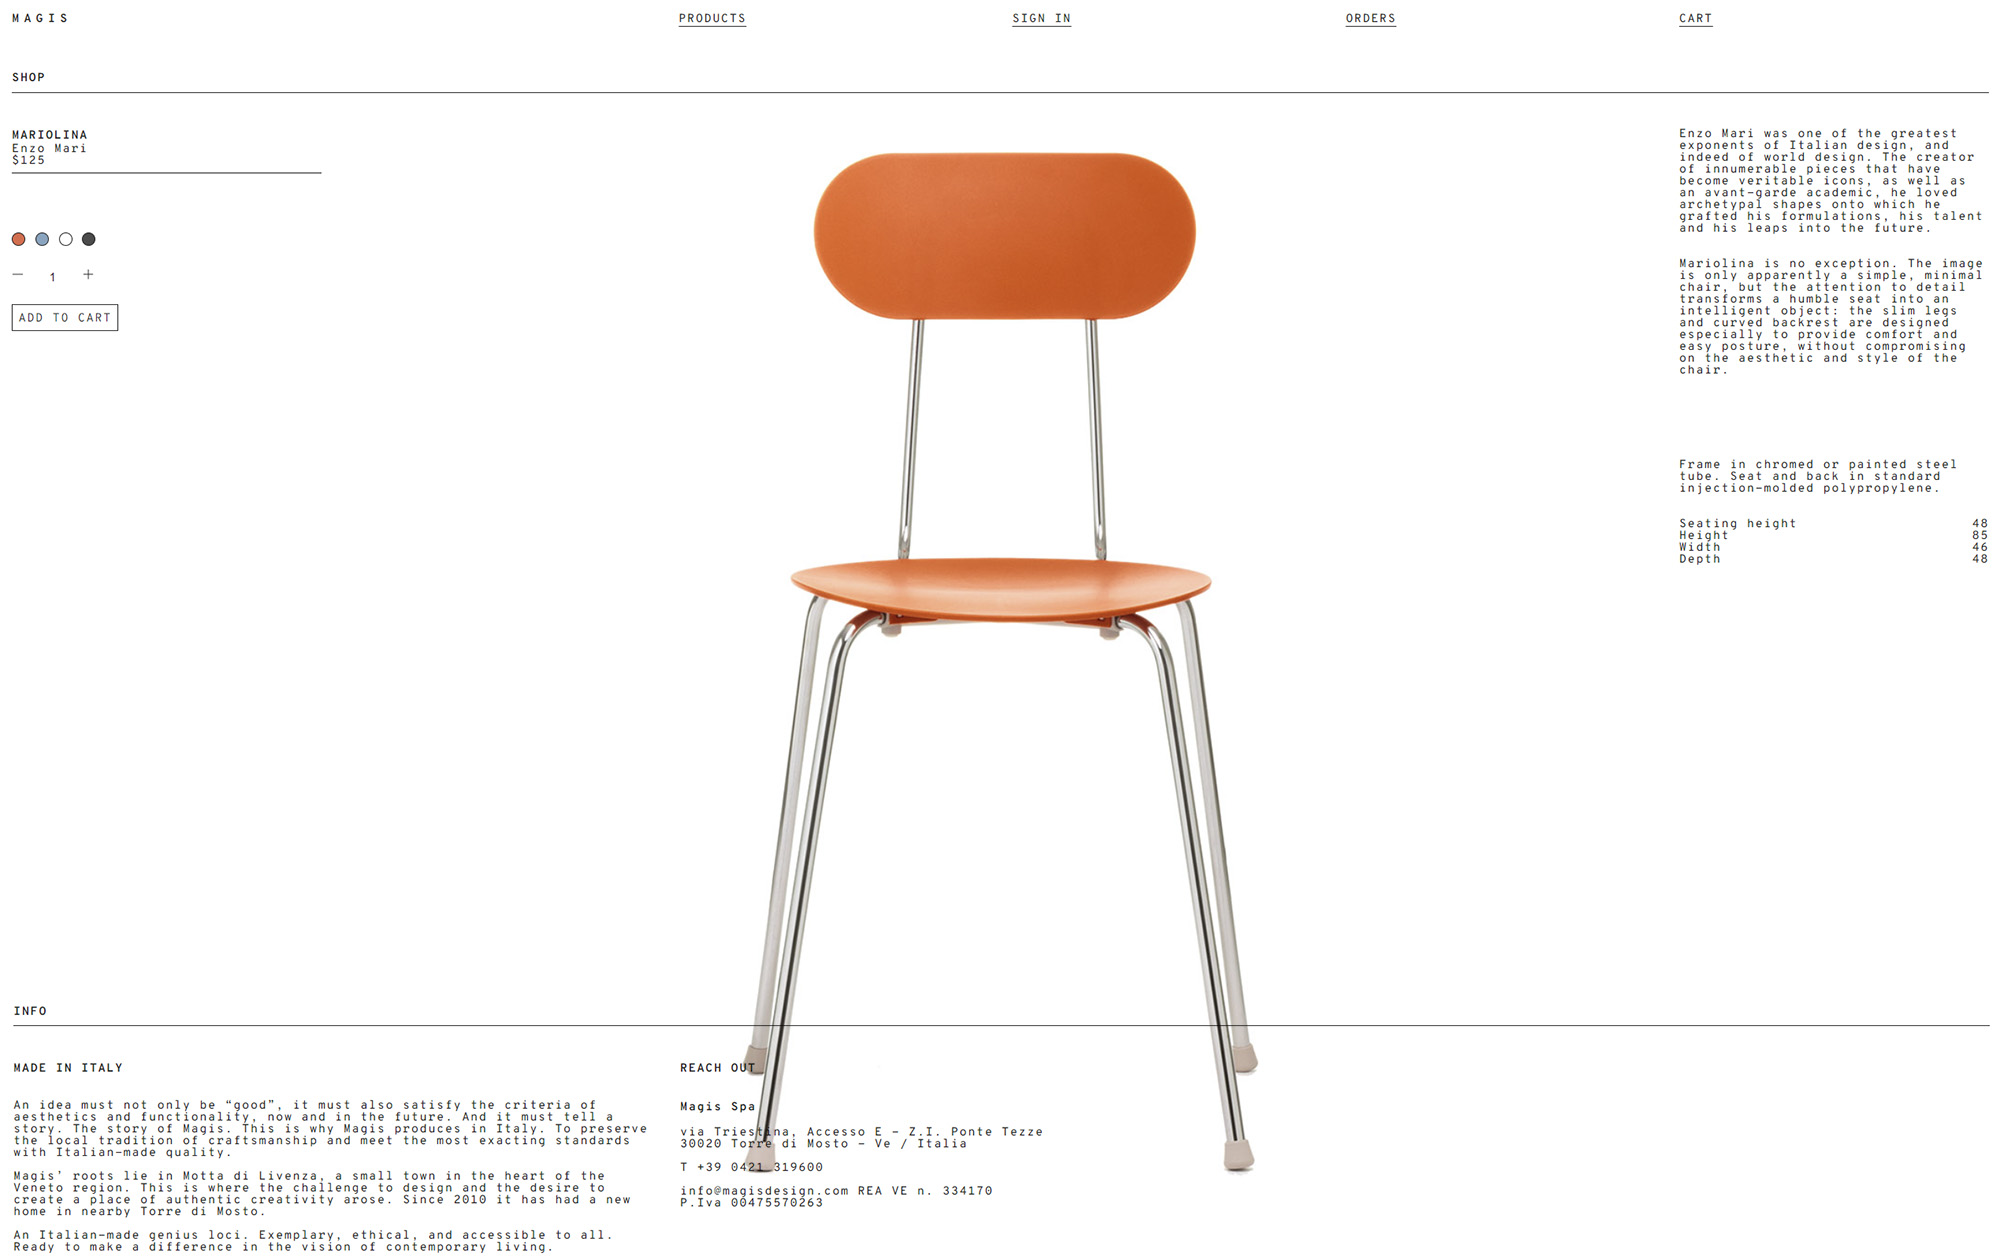 MAGIS
PRODUCTS
SIGN IN
ORDERS
CART
SHOP
MARIOLINA
Enzo Mari
$125
1
ADD TO CART
Enzo Mari was one of the greatest
exponents of Italian design, and
indeed of world design. The creator
of innumerable pieces that have
become veritable icons, as well as
an avant-garde academic, he loved
archetypal shapes onto which he
grafted his formulations, his talent
and his leaps into the future.
Mariolina is no exception. The image
is only apparently a simple, minimal
chair, but the attention to detail
transforms a humble seat into an
intelligent object: the slim legs
and curved backrest are designed
especially to provide comfort and
easy posture, without compromising
on the aesthetic and style of the
chair.
Frame in chromed or painted steel
tube. Seat and back in standard
injection-molded polypropylene.
Seating height 48
Height 85
Width 46
Depth 48
INFO
MADE IN ITALY
An idea must not only be “good”, it must also satisfy the criteria of
aesthetics and functionality, now and in the future. And it must tell a
story. The story of Magis. This is why Magis produces in Italy. To preserve
the local tradition of craftsmanship and meet the most exacting standards
with Italian-made quality.
Magis’ roots lie in Motta di Livenza, a small town in the heart of the
Veneto region. This is where the challenge to design and the desire to
create a place of authentic creativity arose. Since 2010 it has had a new
home in nearby Torre di Mosto.
An Italian-made genius loci. Exemplary, ethical, and accessible to all.
Ready to make a difference in the vision of contemporary living.
REACH OUT
Magis Spa
via Triestina, Accesso E - Z.I. Ponte Tezze
30020 Torre di Mosto - Ve / Italia
T +39 0421 319600
info@magisdesign.com REA VE n. 334170
P.Iva 00475570263